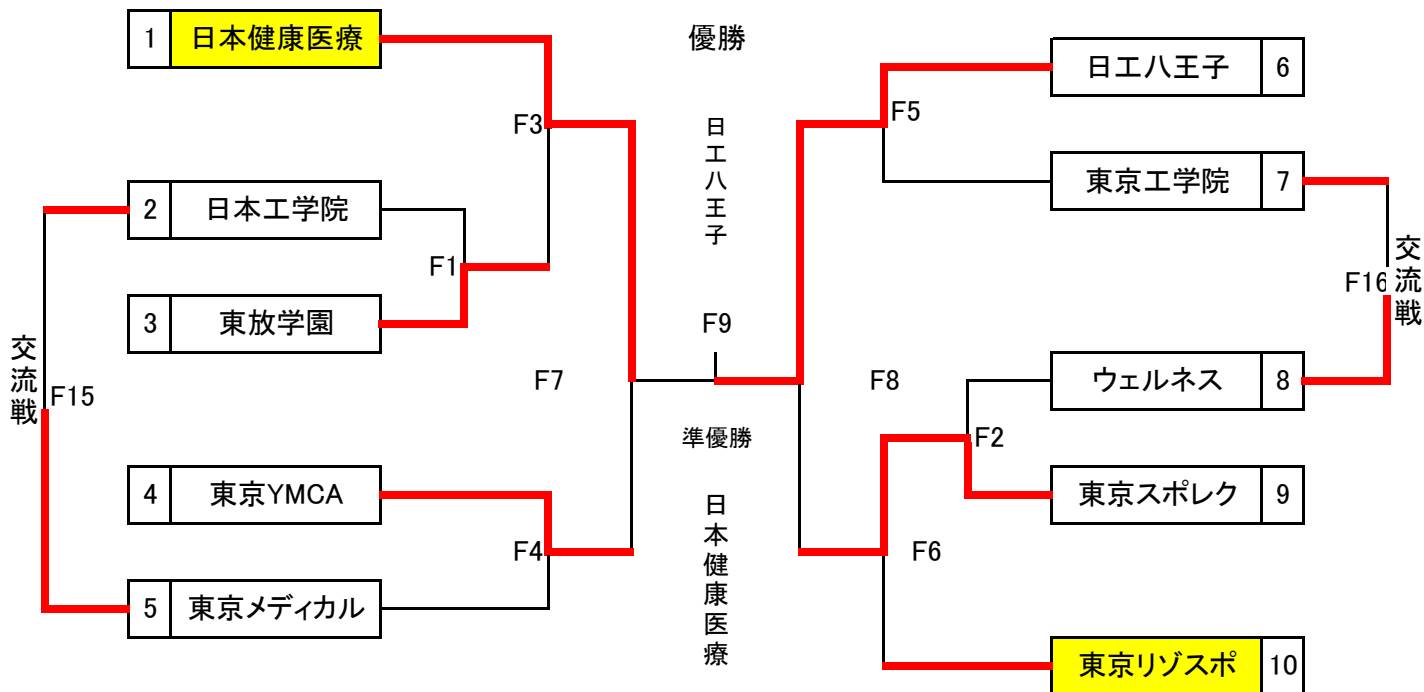 1 日本健康医療
2 日本工学院
3 東放学園
4 東京YMCA
5 東京メディカル
交流戦
F15
F3
F1
F7
F4
優勝
日工八王子
F9
準優勝
日本健康医療
F5
F8
F2
F6
日工八王子 6
東京工学院 7
ウェルネス 8
東京スポレク 9
東京リゾスポ 10
F16
交流戦